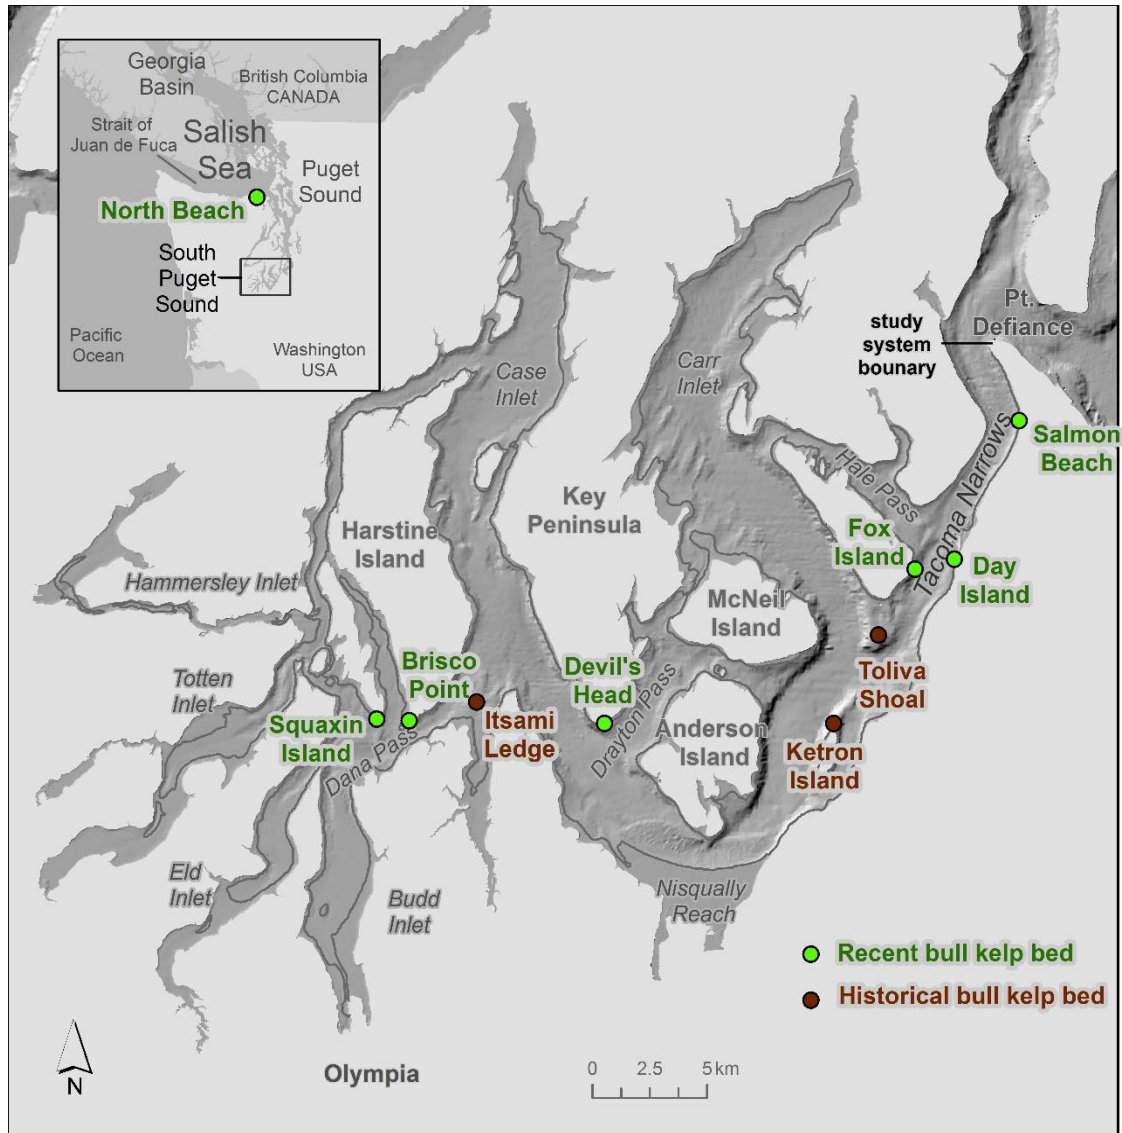 Georgia
Basin
British Columbia
CANADA
Strait of
Juan de Fuca
Salish
Sea
Puget
Sound
North Beach
South
Puget
Sound
Pacific
Ocean
Washington
USA
Pt.
Defiance
study
system
bounary
Case
Inlet
Carr
Inlet
Salmon
Beach
Hale Pass
Tacoma Narrows
Key
Peninsula
Harstine
Island
Fox
Island
Day
Island
Hammersley Inlet
McNeil
Island
Brisco
Point
Devil's
Head
Toliva
Shoal
Totten
Inlet
Squaxin
Island
Itsami
Ledge
Drayton Pass
Anderson
Island
Ketron
Island
Dana Pass
Eld
Inlet
Budd
Inlet
Nisqually
Reach
Recent bull kelp bed
Historical bull kelp bed
N
Olympia
0 2.5 5 km